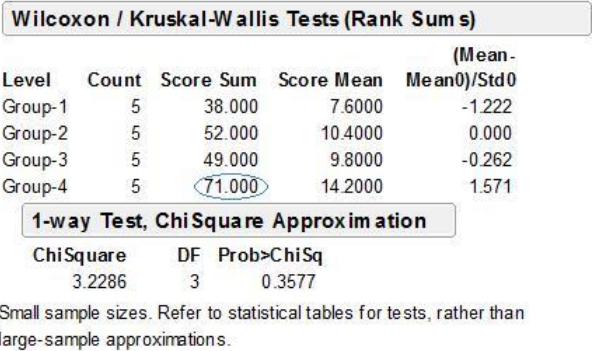 Wilcoxon / Kruskal-Wallis Tests (Rank Sums)
(Mean-
Level Count Score Sum Score Mean Mean0)/Std0
Group-1 5 38.000 7.6000 -1.222
Group-2 5 52.000 10.4000 0.000
Group-3 5 49.000 9.8000 -0.262
Group-4 5 71.000 14.2000 1.571
1-way Test, ChiSquare Approximation
ChiSquare DF Prob>ChiSq
3.2286 3 0.3577
Small sample sizes. Refer to statistical tables for tests, rather than
large-sample approximations.